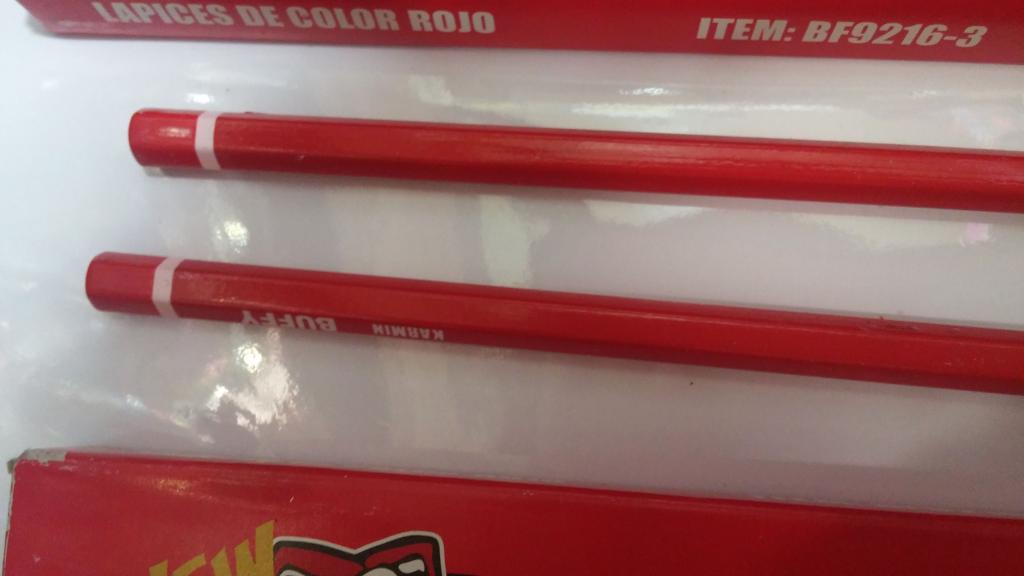 LAPICES DE COLOR ROJO
ITEM: BF9216-3
BUFFY KARMIN